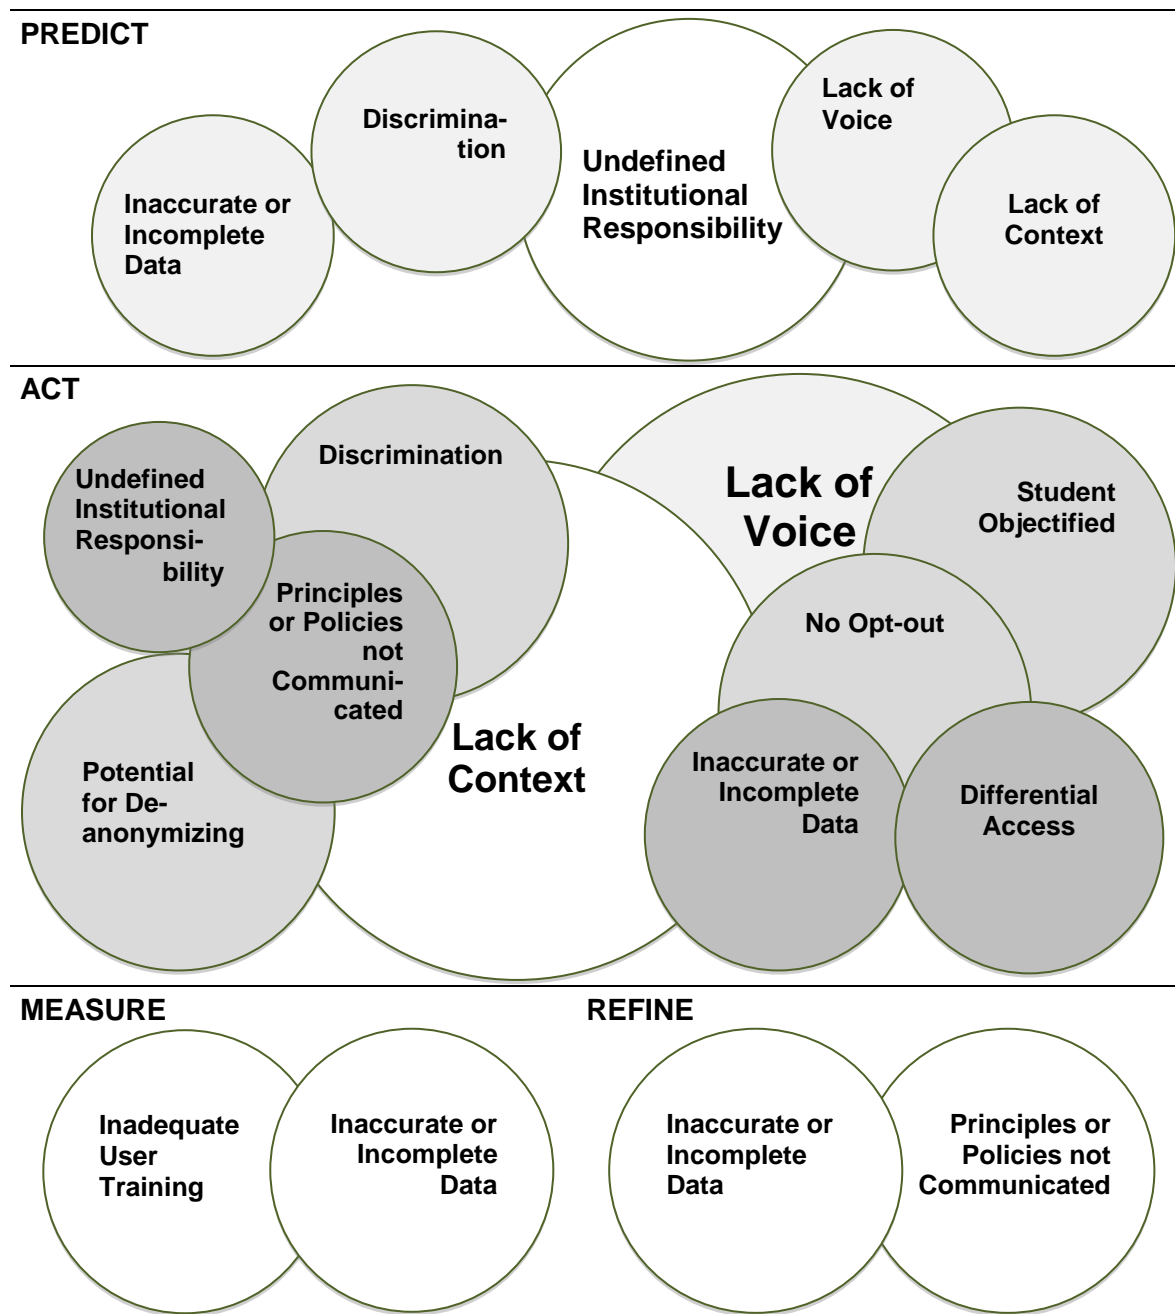 PREDICT
Discrimina-
tion
Lack of
Voice
Undefined
Institutional
Responsibility
Inaccurate or
Incomplete
Data
Lack of
Context
ACT
Discrimination
Undefined
Institutional
Responsi-
bility
Lack of
Voice
Student
Objectified
Principles
or Policies
not
Communi-
cated
No Opt-out
Lack of
Context
Potential
for De-
anonymizing
Inaccurate or
Incomplete
Data
Differential
Access
MEASURE
Inadequate
User
Training
Inaccurate or
Incomplete
Data
REFINE
Inaccurate or
Incomplete
Data
Principles or
Policies not
Communicated